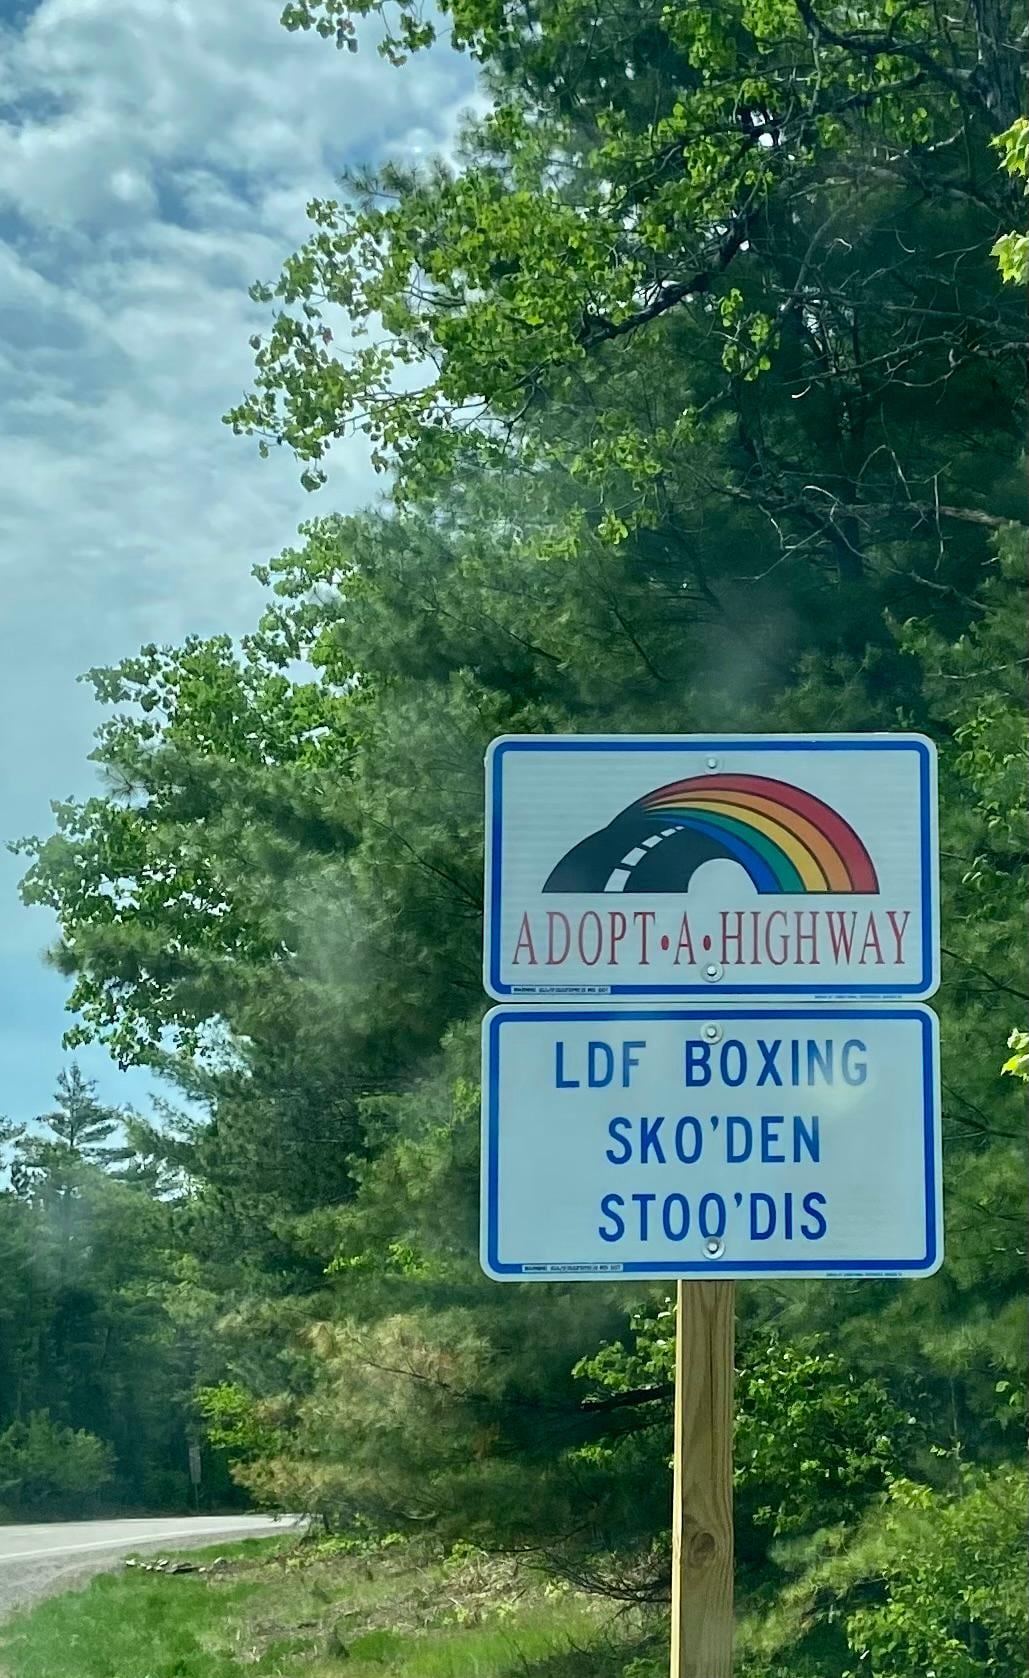 ADOPT•A•HIGHWAY
LDF BOXING
SKO'DEN
STOO'DIS